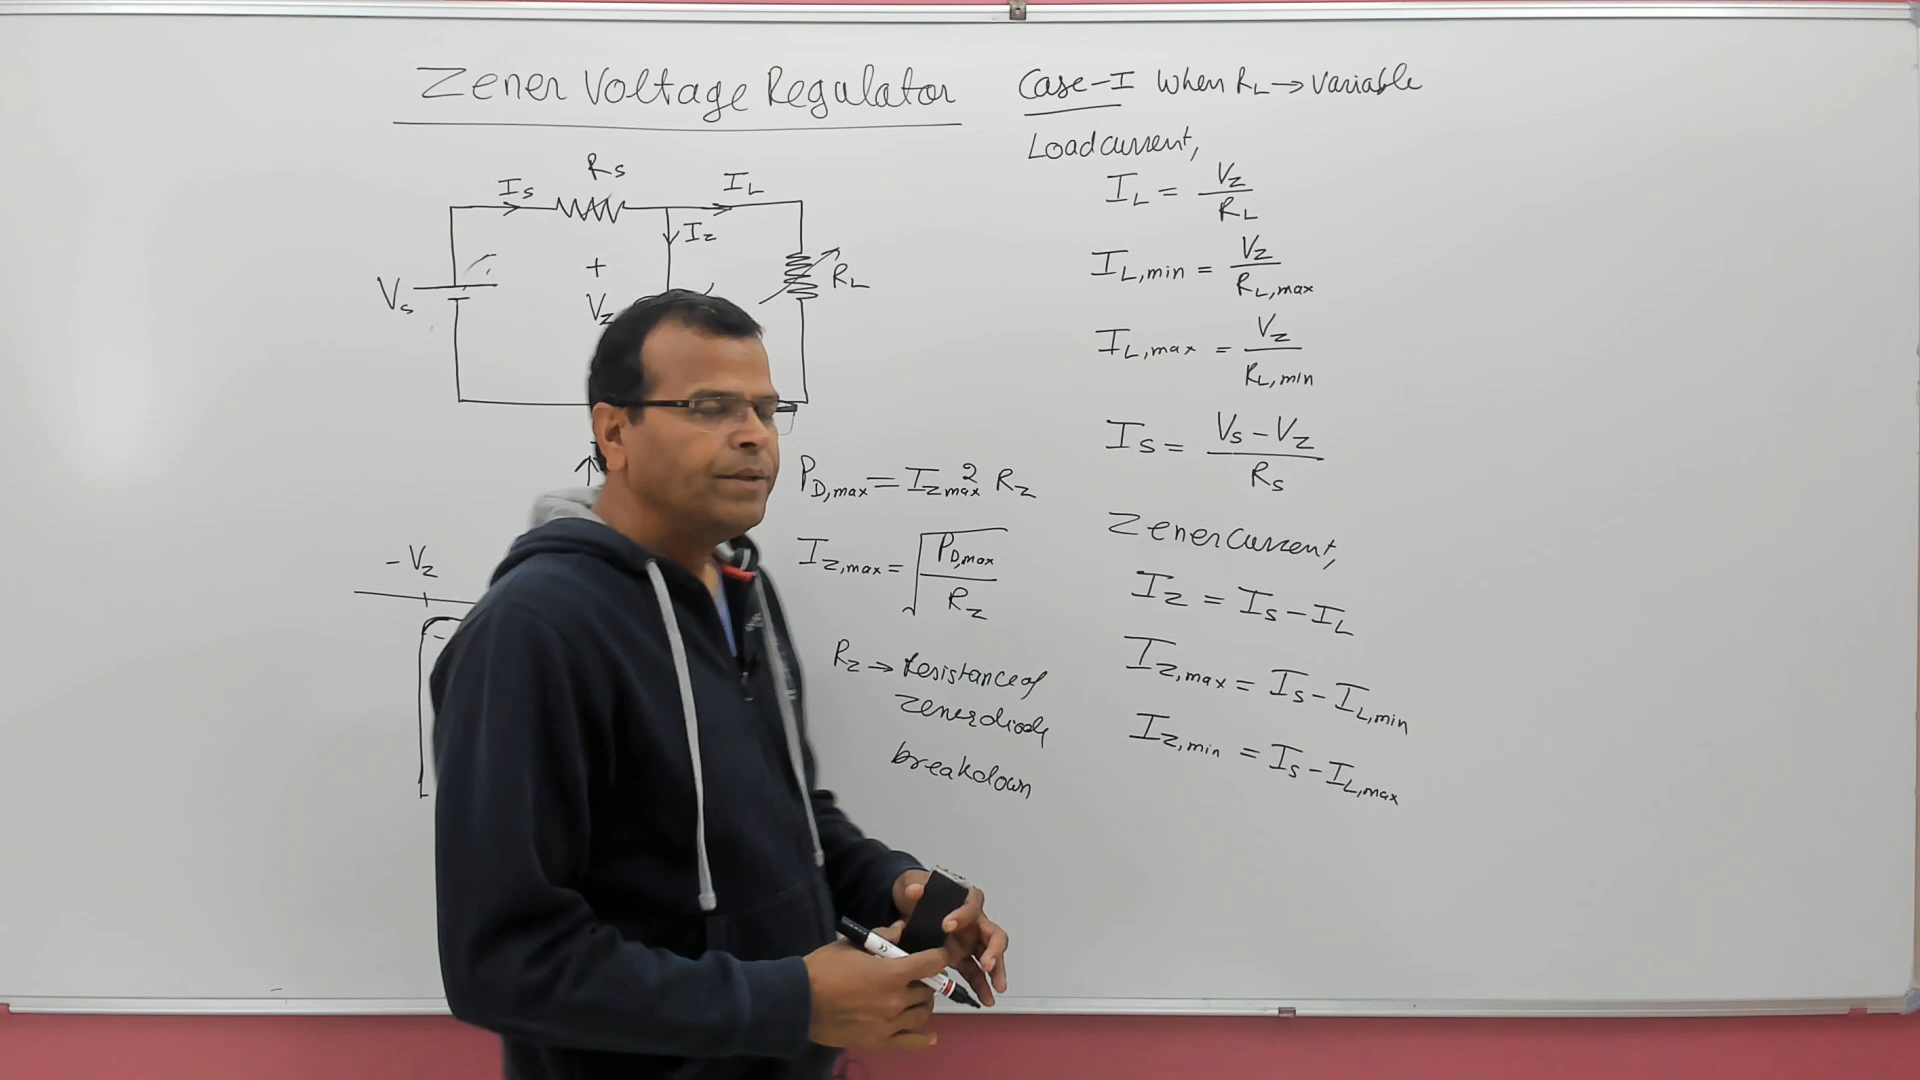 Zener Voltage Regulator
Rs
Is
IL
Iz
+
Vs
Vz
RL
-Vz
PD,max = Izmax² Rz
Iz,max = √(PD,max / Rz)
Rz → Resistance of
zener diode
breakdown
Case-I When RL → Variable
Load current,
IL = Vz / RL
IL,min = Vz / RL,max
IL,max = Vz / RL,min
Is = (Vs - Vz) / Rs
Zener Current,
Iz = Is - IL
Iz,max = Is - IL,min
Iz,min = Is - IL,max